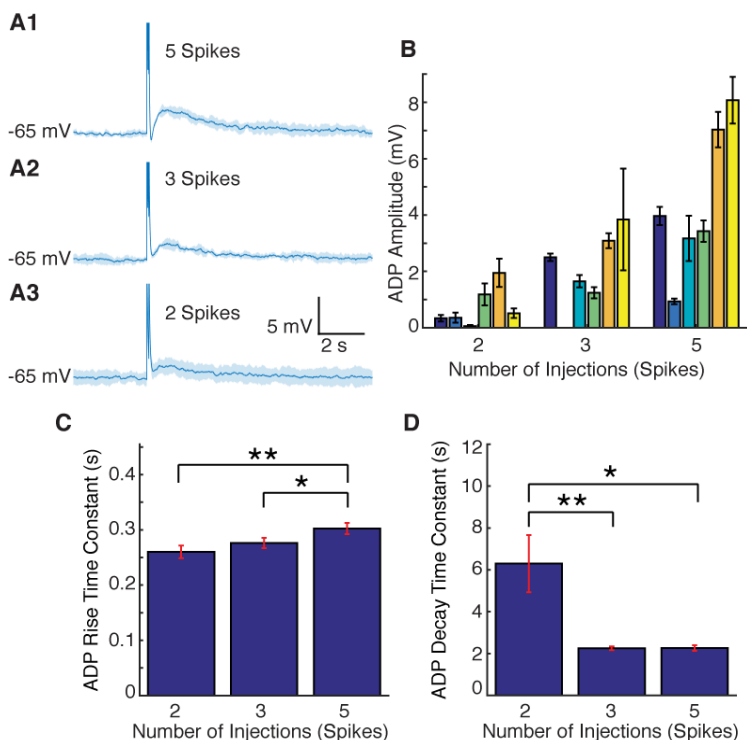 A1
5 Spikes
-65 mV
A2
3 Spikes
-65 mV
A3
2 Spikes
5 mV
2 s
-65 mV
B
ADP Amplitude (mV)
8
6
4
2
0
2 3 5
Number of Injections (Spikes)
C
ADP Rise Time Constant (s)
0.4
0.3
0.2
0.1
0
**
*
2 3 5
Number of Injections (Spikes)
D
ADP Decay Time Constant (s)
12
10
8
6
4
2
0
*
**
2 3 5
Number of Injections (Spikes)